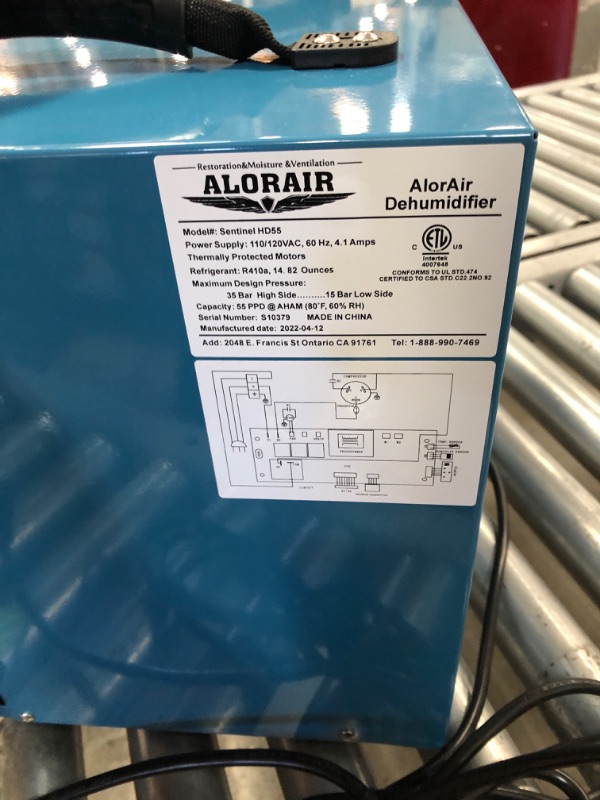 Restoration&Moisture &Ventilation
ALORAIR
AlorAir
Dehumidifier
Model#: Sentinel HD55
Power Supply: 110/120VAC, 60 Hz, 4.1 Amps
Thermally Protected Motors
Refrigerant: R410a, 14. 82 Ounces
Maximum Design Pressure:
35 Bar High Side..........15 Bar Low Side
Capacity: 55 PPD @ AHAM (80°F, 60% RH)
Serial Number: S10379 MADE IN CHINA
Manufactured date: 2022-04-12
C ETL US
Intertek
4007648
CONFORMS TO UL STD.474
CERTIFIED TO CSA STD.C22.2NO 92
Add: 2048 E. Francis St Ontario CA 91761 Tel: 1-888-990-7469
COMPRESSOR
TRANSFORMER